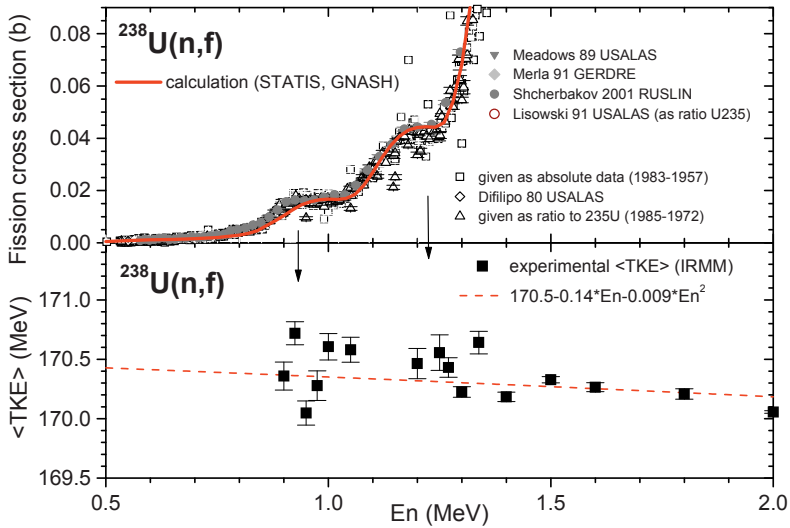 Fission cross section (b)
0.08
0.06
0.04
0.02
0.00
²³⁸U(n,f)
calculation (STATIS, GNASH)
Meadows 89 USALAS
Merla 91 GERDRE
Shcherbakov 2001 RUSLIN
Lisowski 91 USALAS (as ratio U235)
given as absolute data (1983-1957)
Difilipo 80 USALAS
given as ratio to 235U (1985-1972)
<TKE> (MeV)
171.0
170.5
170.0
169.5
²³⁸U(n,f)
experimental <TKE> (IRMM)
170.5-0.14*En-0.009*En²
0.5 1.0 1.5 2.0
En (MeV)